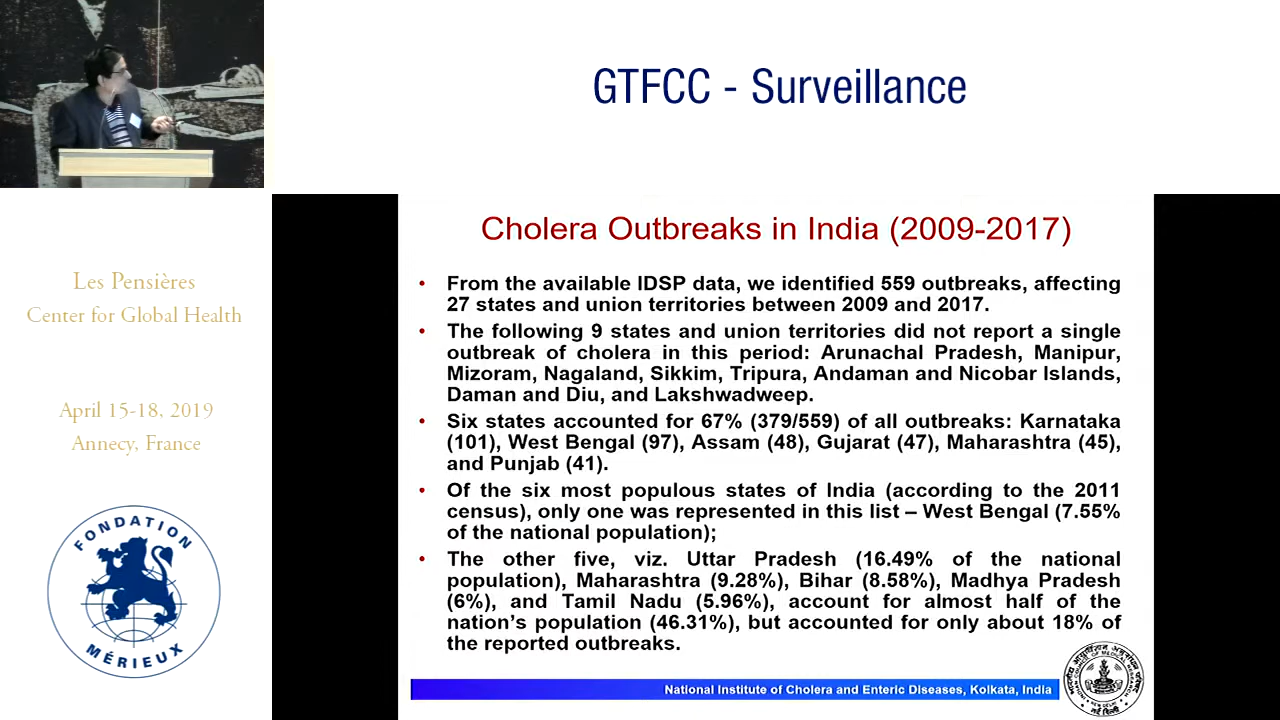 GTFCC - Surveillance
Les Pensières
Center for Global Health
April 15-18, 2019
Annecy, France
FONDATION
MÉRIEUX
Cholera Outbreaks in India (2009-2017)
• From the available IDSP data, we identified 559 outbreaks, affecting
27 states and union territories between 2009 and 2017.
• The following 9 states and union territories did not report a single
outbreak of cholera in this period: Arunachal Pradesh, Manipur,
Mizoram, Nagaland, Sikkim, Tripura, Andaman and Nicobar Islands,
Daman and Diu, and Lakshwadweep.
• Six states accounted for 67% (379/559) of all outbreaks: Karnataka
(101), West Bengal (97), Assam (48), Gujarat (47), Maharashtra (45),
and Punjab (41).
• Of the six most populous states of India (according to the 2011
census), only one was represented in this list – West Bengal (7.55%
of the national population);
• The other five, viz. Uttar Pradesh (16.49% of the national
population), Maharashtra (9.28%), Bihar (8.58%), Madhya Pradesh
(6%), and Tamil Nadu (5.96%), account for almost half of the
nation's population (46.31%), but accounted for only about 18% of
the reported outbreaks.
National Institute of Cholera and Enteric Diseases, Kolkata, India